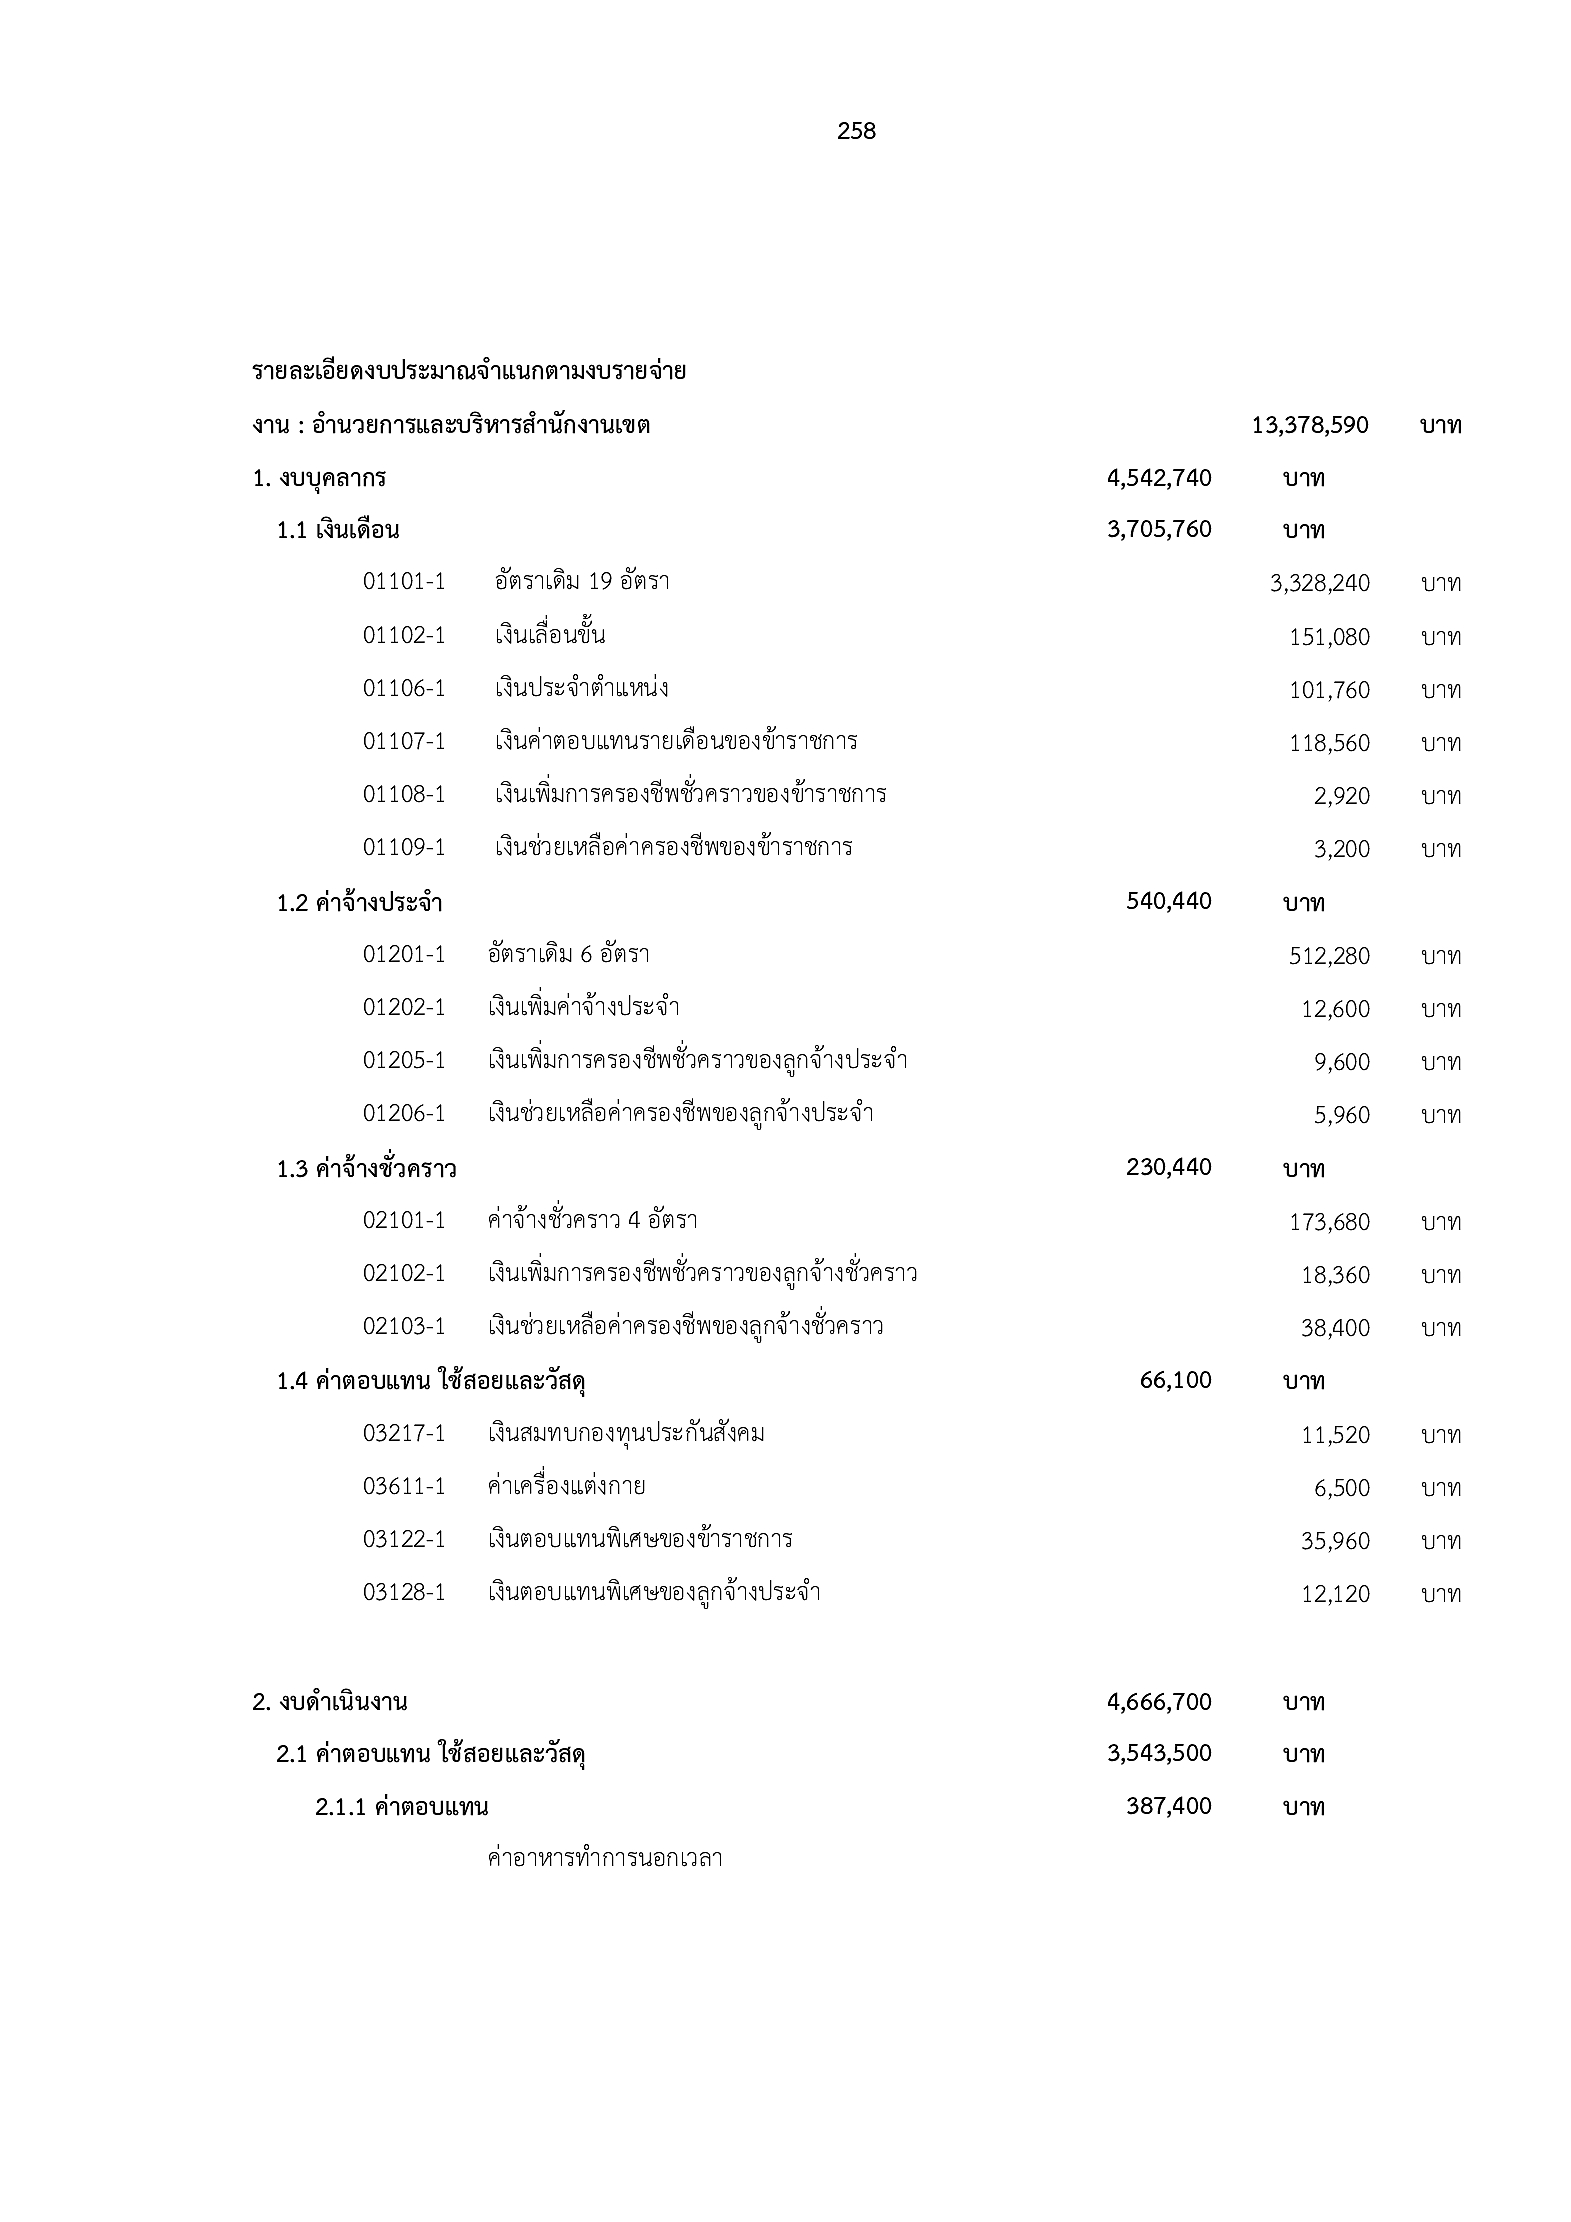 258
รายละเอียดงบประมาณจำแนกตามงบรายจ่าย
งาน : อำนวยการและบริหารสำนักงานเขต 13,378,590 บาท
1. งบบุคลากร 4,542,740 บาท
1.1 เงินเดือน 3,705,760 บาท
01101-1 อัตราเดิม 19 อัตรา 3,328,240 บาท
01102-1 เงินเลื่อนขั้น 151,080 บาท
01106-1 เงินประจำตำแหน่ง 101,760 บาท
01107-1 เงินค่าตอบแทนรายเดือนของข้าราชการ 118,560 บาท
01108-1 เงินเพิ่มการครองชีพชั่วคราวของข้าราชการ 2,920 บาท
01109-1 เงินช่วยเหลือค่าครองชีพของข้าราชการ 3,200 บาท
1.2 ค่าจ้างประจำ 540,440 บาท
01201-1 อัตราเดิม 6 อัตรา 512,280 บาท
01202-1 เงินเพิ่มค่าจ้างประจำ 12,600 บาท
01205-1 เงินเพิ่มการครองชีพชั่วคราวของลูกจ้างประจำ 9,600 บาท
01206-1 เงินช่วยเหลือค่าครองชีพของลูกจ้างประจำ 5,960 บาท
1.3 ค่าจ้างชั่วคราว 230,440 บาท
02101-1 ค่าจ้างชั่วคราว 4 อัตรา 173,680 บาท
02102-1 เงินเพิ่มการครองชีพชั่วคราวของลูกจ้างชั่วคราว 18,360 บาท
02103-1 เงินช่วยเหลือค่าครองชีพของลูกจ้างชั่วคราว 38,400 บาท
1.4 ค่าตอบแทน ใช้สอยและวัสดุ 66,100 บาท
03217-1 เงินสมทบกองทุนประกันสังคม 11,520 บาท
03611-1 ค่าเครื่องแต่งกาย 6,500 บาท
03122-1 เงินตอบแทนพิเศษของข้าราชการ 35,960 บาท
03128-1 เงินตอบแทนพิเศษของลูกจ้างประจำ 12,120 บาท
2. งบดำเนินงาน 4,666,700 บาท
2.1 ค่าตอบแทน ใช้สอยและวัสดุ 3,543,500 บาท
2.1.1 ค่าตอบแทน 387,400 บาท
ค่าอาหารทำการนอกเวลา